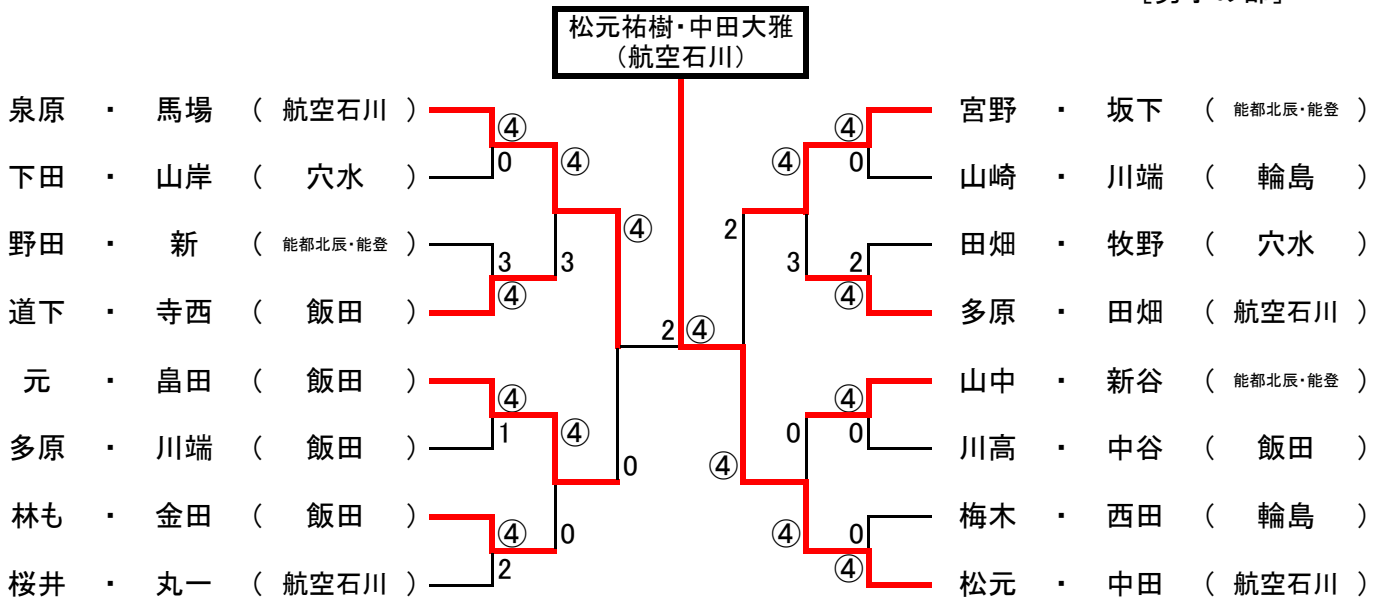 松元祐樹・中田大雅
(航空石川)
泉原 ・ 馬場 ( 航空石川 )
④
0
下田 ・ 山岸 ( 穴水 )
④
野田 ・ 新 ( 能都北辰・能登 )
3
3
④
道下 ・ 寺西 ( 飯田 )
④
元 ・ 畠田 ( 飯田 )
④
1
多原 ・ 川端 ( 飯田 )
④
0
林も ・ 金田 ( 飯田 )
④
0
2
桜井 ・ 丸一 ( 航空石川 )
2
④
宮野 ・ 坂下 ( 能都北辰・能登 )
④
0
山崎 ・ 川端 ( 輪島 )
④
2
田畑 ・ 牧野 ( 穴水 )
3
2
④
多原 ・ 田畑 ( 航空石川 )
山中 ・ 新谷 ( 能都北辰・能登 )
④
0
0
川高 ・ 中谷 ( 飯田 )
④
梅木 ・ 西田 ( 輪島 )
④
0
④
松元 ・ 中田 ( 航空石川 )